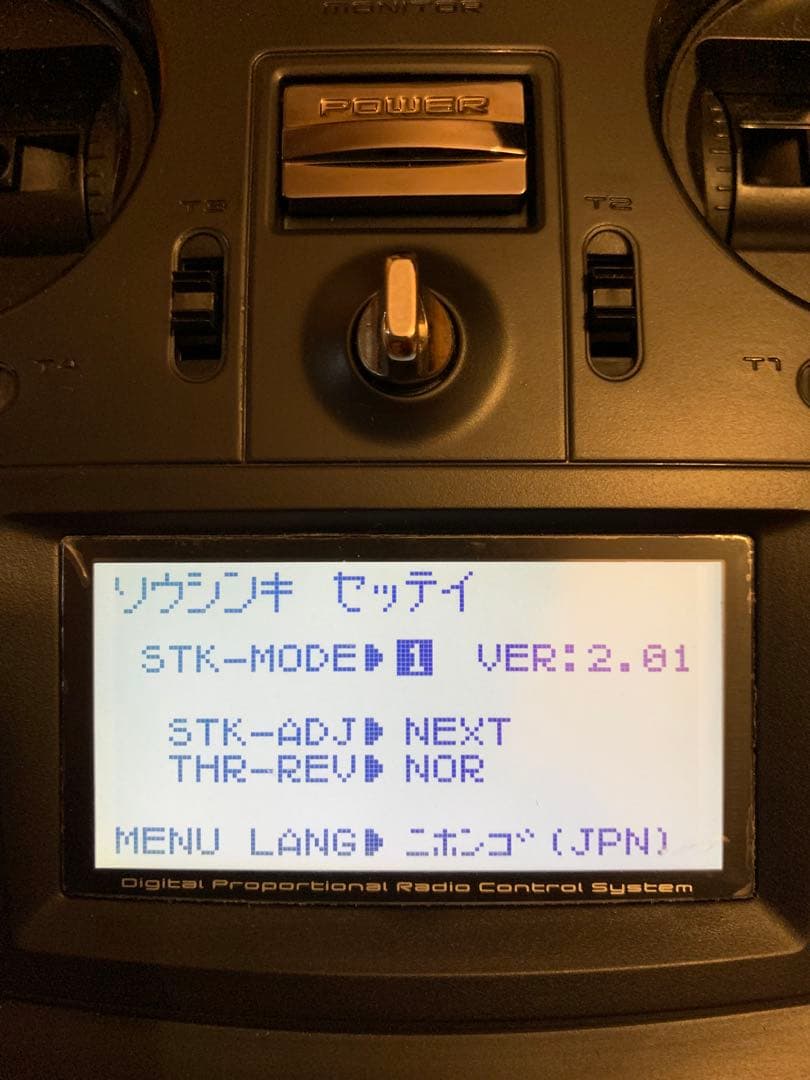 MONITOR
POWER
T3
T2
T4
T1
ソウシンキ セッテイ
STK-MODE▶1 VER:2.01
STK-ADJ▶NEXT
THR-REV▶NOR
MENU LANG▶ニホンゴ(JPN)
Digital Proportional Radio Control System